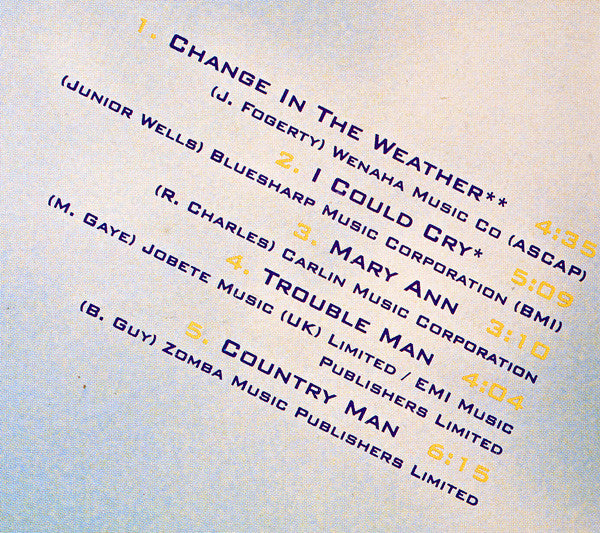 1. Change In The Weather** 4:35
(J. Fogerty) Wenaha Music Co (ASCAP)
2. I Could Cry* 5:09
(Junior Wells) Bluesharp Music Corporation (BMI)
3. Mary Ann 3:10
(R. Charles) Carlin Music Corporation
4. Trouble Man 4:04
(M. Gaye) Jobete Music (UK) Limited / EMI Music
Publishers Limited
5. Country Man 6:15
(B. Guy) Zomba Music Publishers Limited